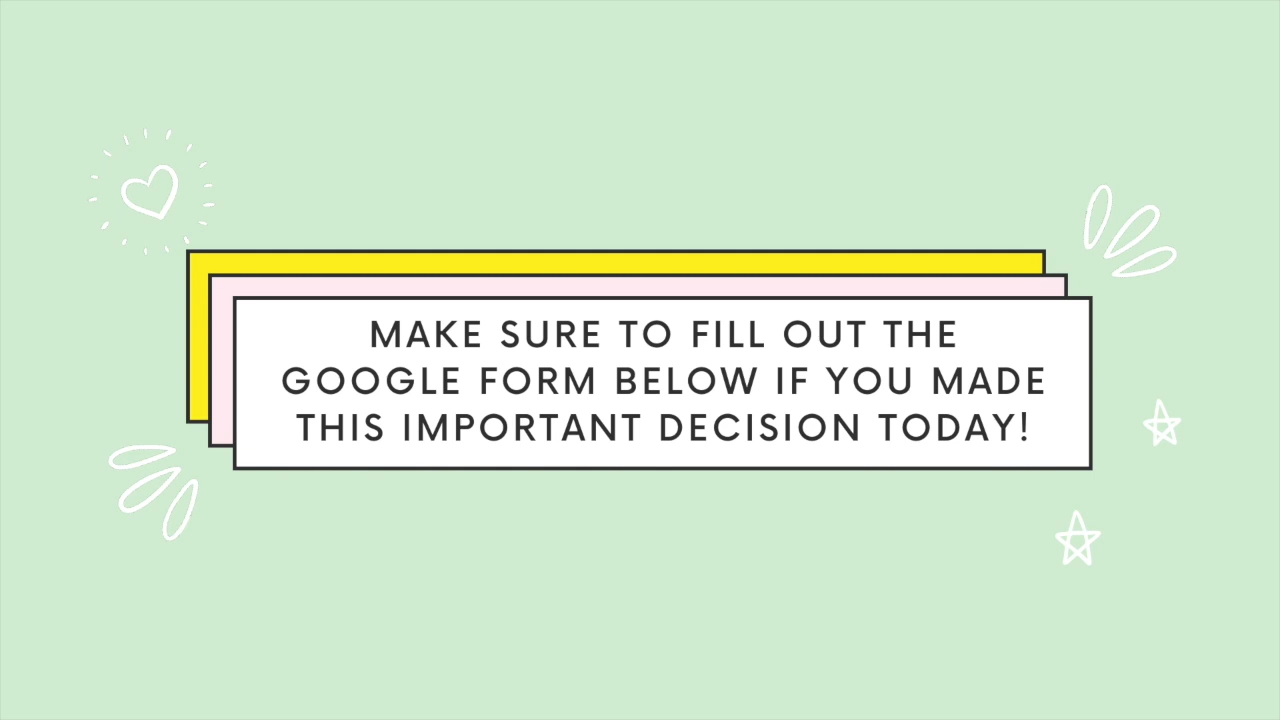 MAKE SURE TO FILL OUT THE
GOOGLE FORM BELOW IF YOU MADE
THIS IMPORTANT DECISION TODAY!